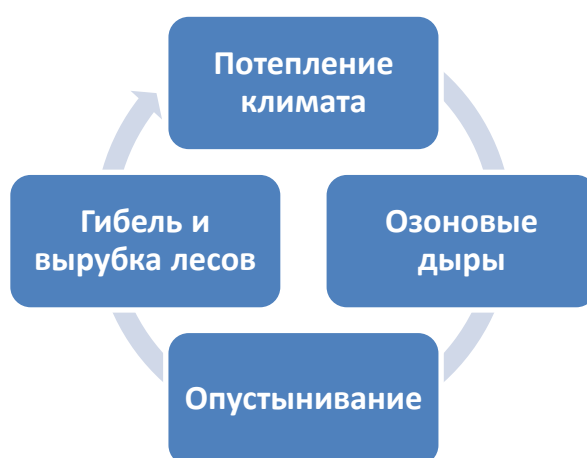 Потепление
климата
Озоновые
дыры
Опустынивание
Гибель и
вырубка лесов